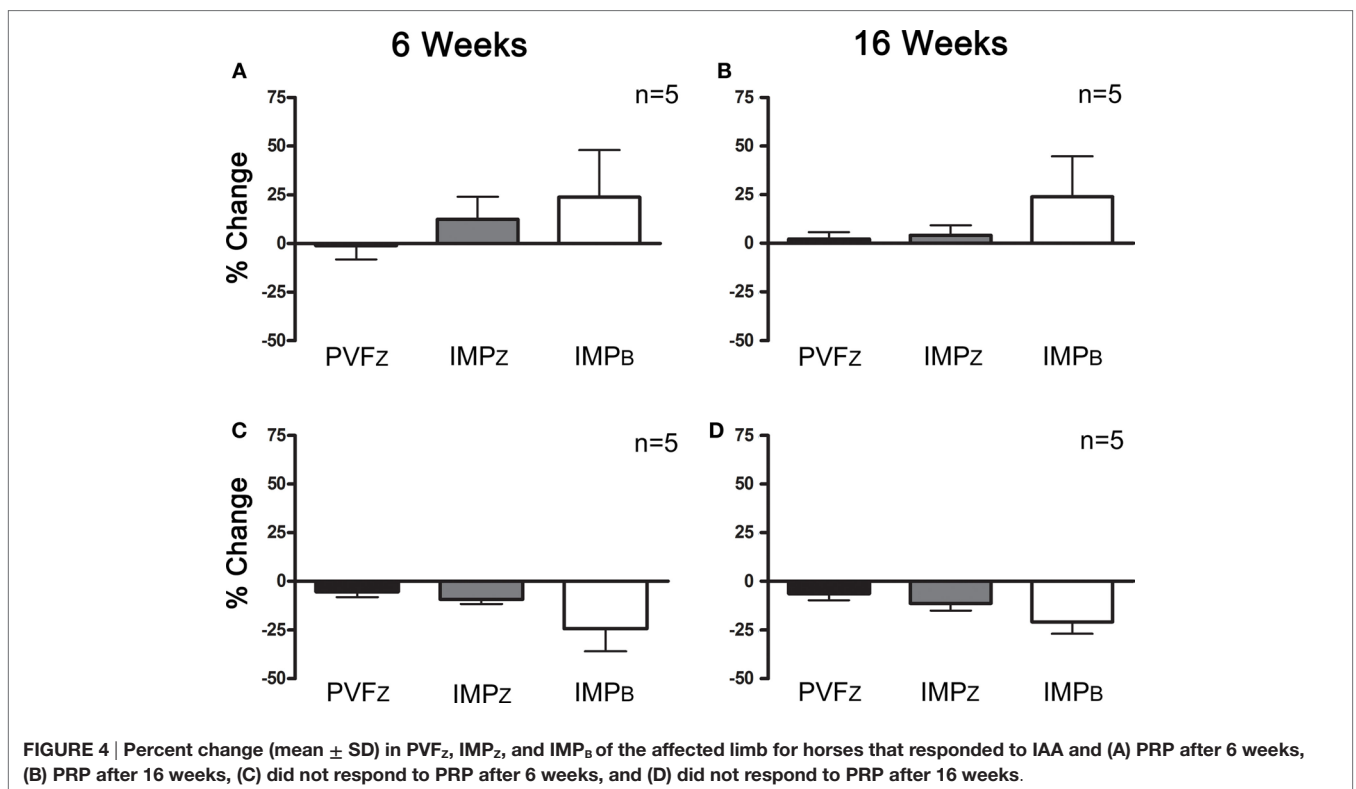 6 Weeks
16 Weeks
A
B
n=5
n=5
% Change
75
50
25
0
-25
-50
75
50
25
0
-25
-50
PVFZ IMPZ IMPB
PVFZ IMPZ IMPB
C
D
n=5
n=5
% Change
75
50
25
0
-25
-50
75
50
25
0
-25
-50
PVFZ IMPZ IMPB
PVFZ IMPZ IMPB
FIGURE 4 | Percent change (mean ± SD) in PVFZ, IMPZ, and IMPB of the affected limb for horses that responded to IAA and (A) PRP after 6 weeks,
(B) PRP after 16 weeks, (C) did not respond to PRP after 6 weeks, and (D) did not respond to PRP after 16 weeks.